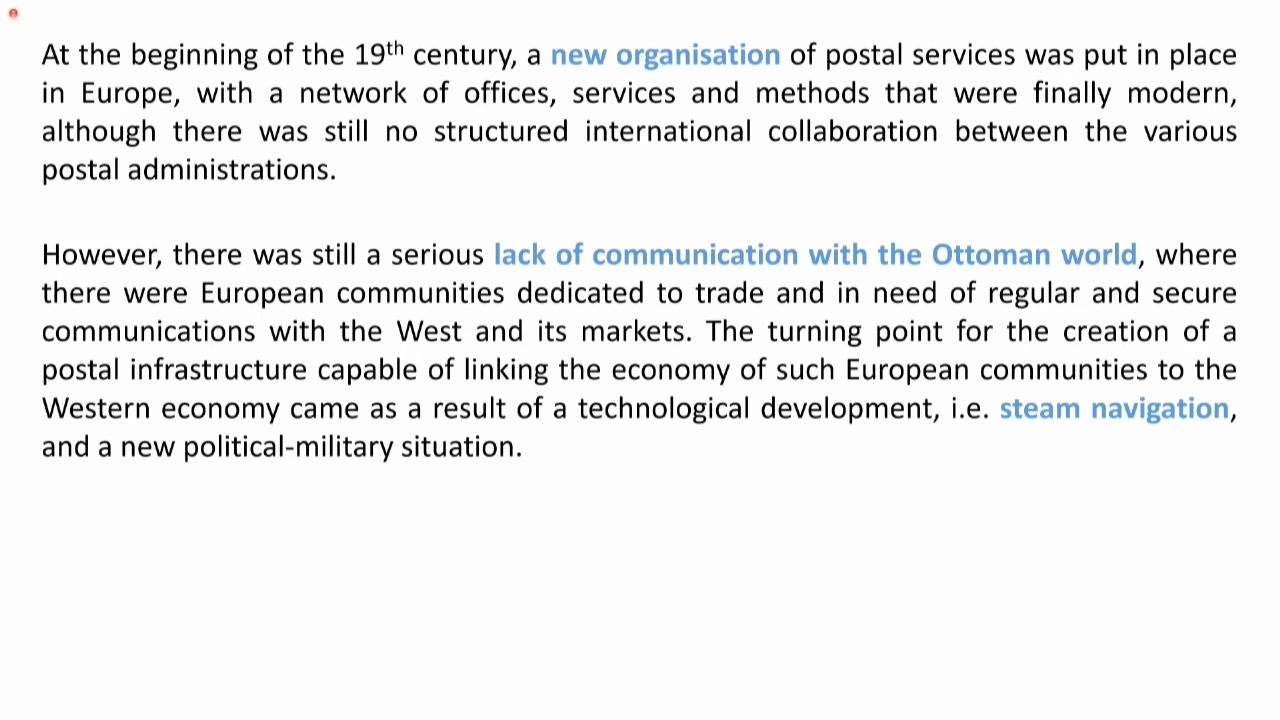 At the beginning of the 19th century, a new organisation of postal services was put in place
in Europe, with a network of offices, services and methods that were finally modern,
although there was still no structured international collaboration between the various
postal administrations.
However, there was still a serious lack of communication with the Ottoman world, where
there were European communities dedicated to trade and in need of regular and secure
communications with the West and its markets. The turning point for the creation of a
postal infrastructure capable of linking the economy of such European communities to the
Western economy came as a result of a technological development, i.e. steam navigation,
and a new political-military situation.